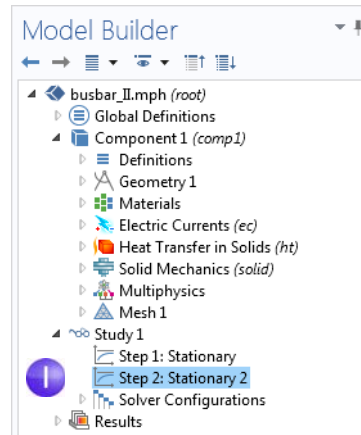 Model Builder
busbar_II.mph (root)
Global Definitions
Component 1 (comp1)
Definitions
Geometry 1
Materials
Electric Currents (ec)
Heat Transfer in Solids (ht)
Solid Mechanics (solid)
Multiphysics
Mesh 1
Study 1
Step 1: Stationary
Step 2: Stationary 2
Solver Configurations
Results